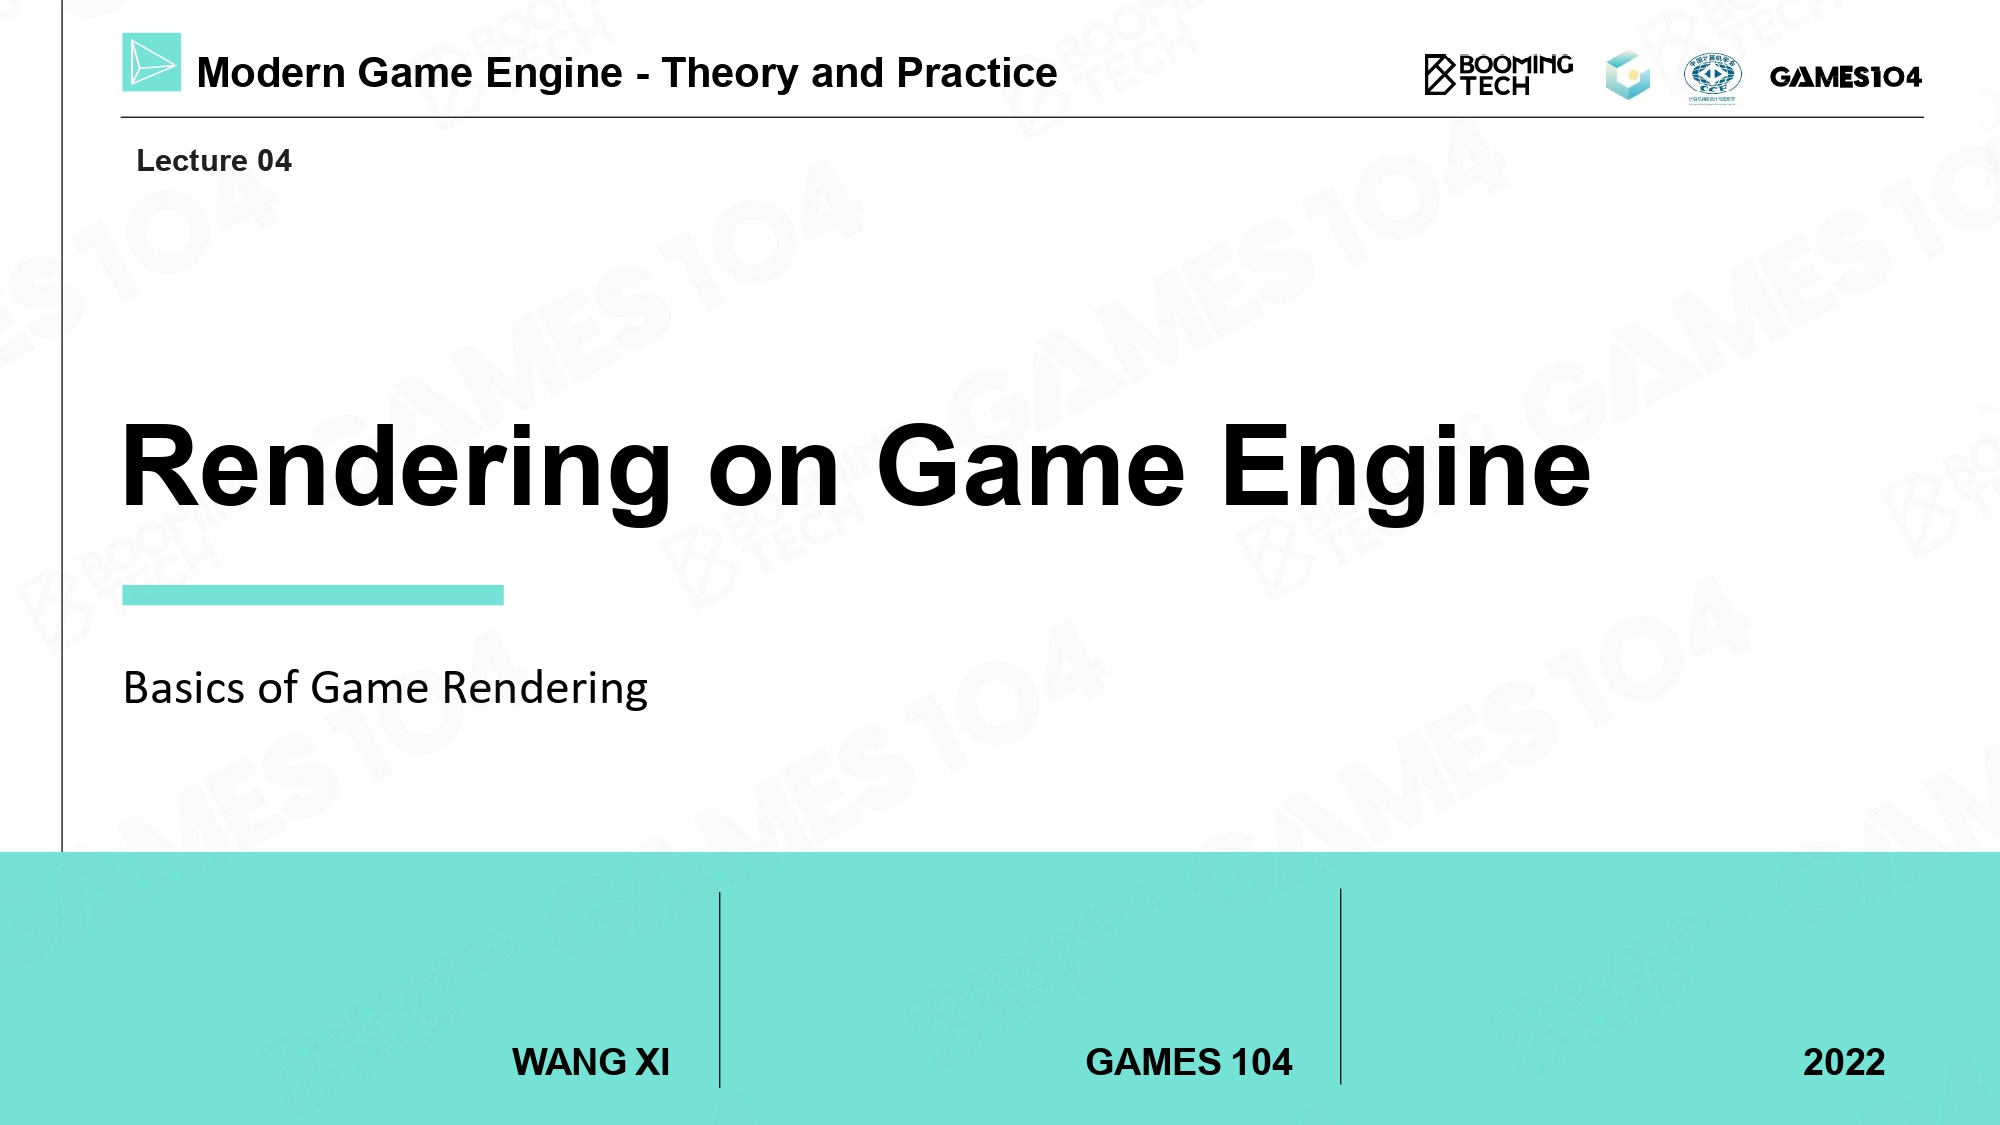 Modern Game Engine - Theory and Practice
BOOMING
TECH
CCF
GAMES104
Lecture 04
Rendering on Game Engine
Basics of Game Rendering
WANG XI
GAMES 104
2022